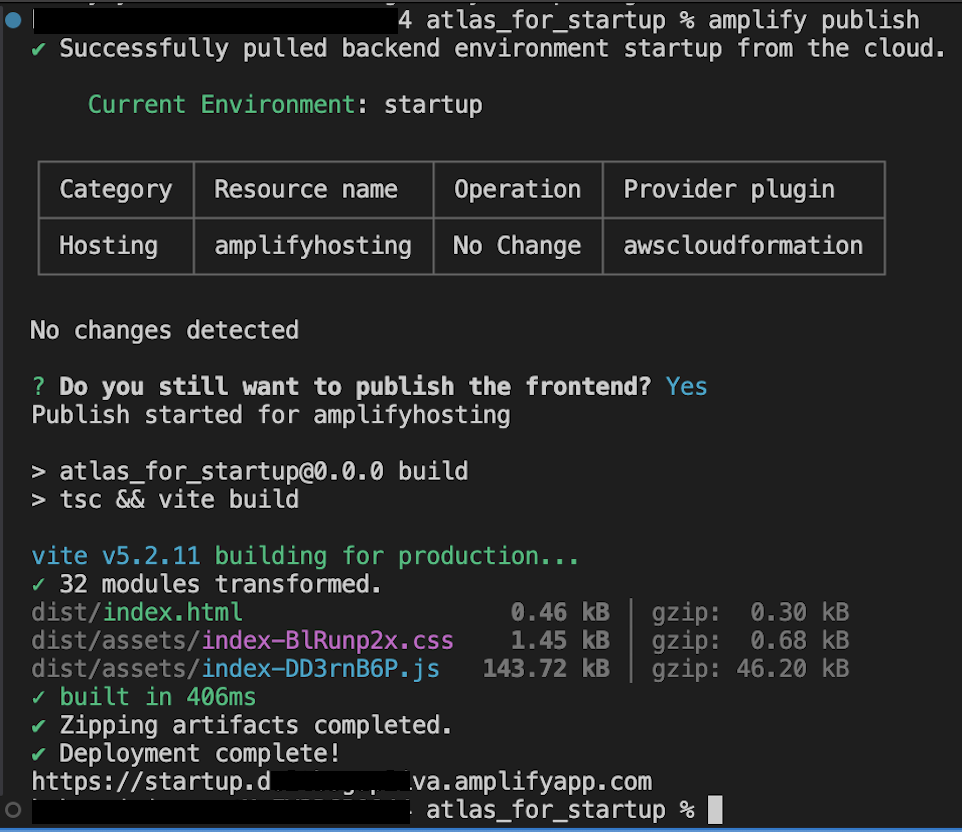 4 atlas_for_startup % amplify publish
✔ Successfully pulled backend environment startup from the cloud.
Current Environment: startup
Category Resource name Operation Provider plugin
Hosting amplifyhosting No Change awscloudformation
No changes detected
? Do you still want to publish the frontend? Yes
Publish started for amplifyhosting
> atlas_for_startup@0.0.0 build
> tsc && vite build
vite v5.2.11 building for production...
✓ 32 modules transformed.
dist/index.html 0.46 kB │ gzip: 0.30 kB
dist/assets/index-BlRunp2x.css 1.45 kB │ gzip: 0.68 kB
dist/assets/index-DD3rnB6P.js 143.72 kB │ gzip: 46.20 kB
✓ built in 406ms
✔ Zipping artifacts completed.
✔ Deployment complete!
https://startup.d va.amplifyapp.com
atlas_for_startup %